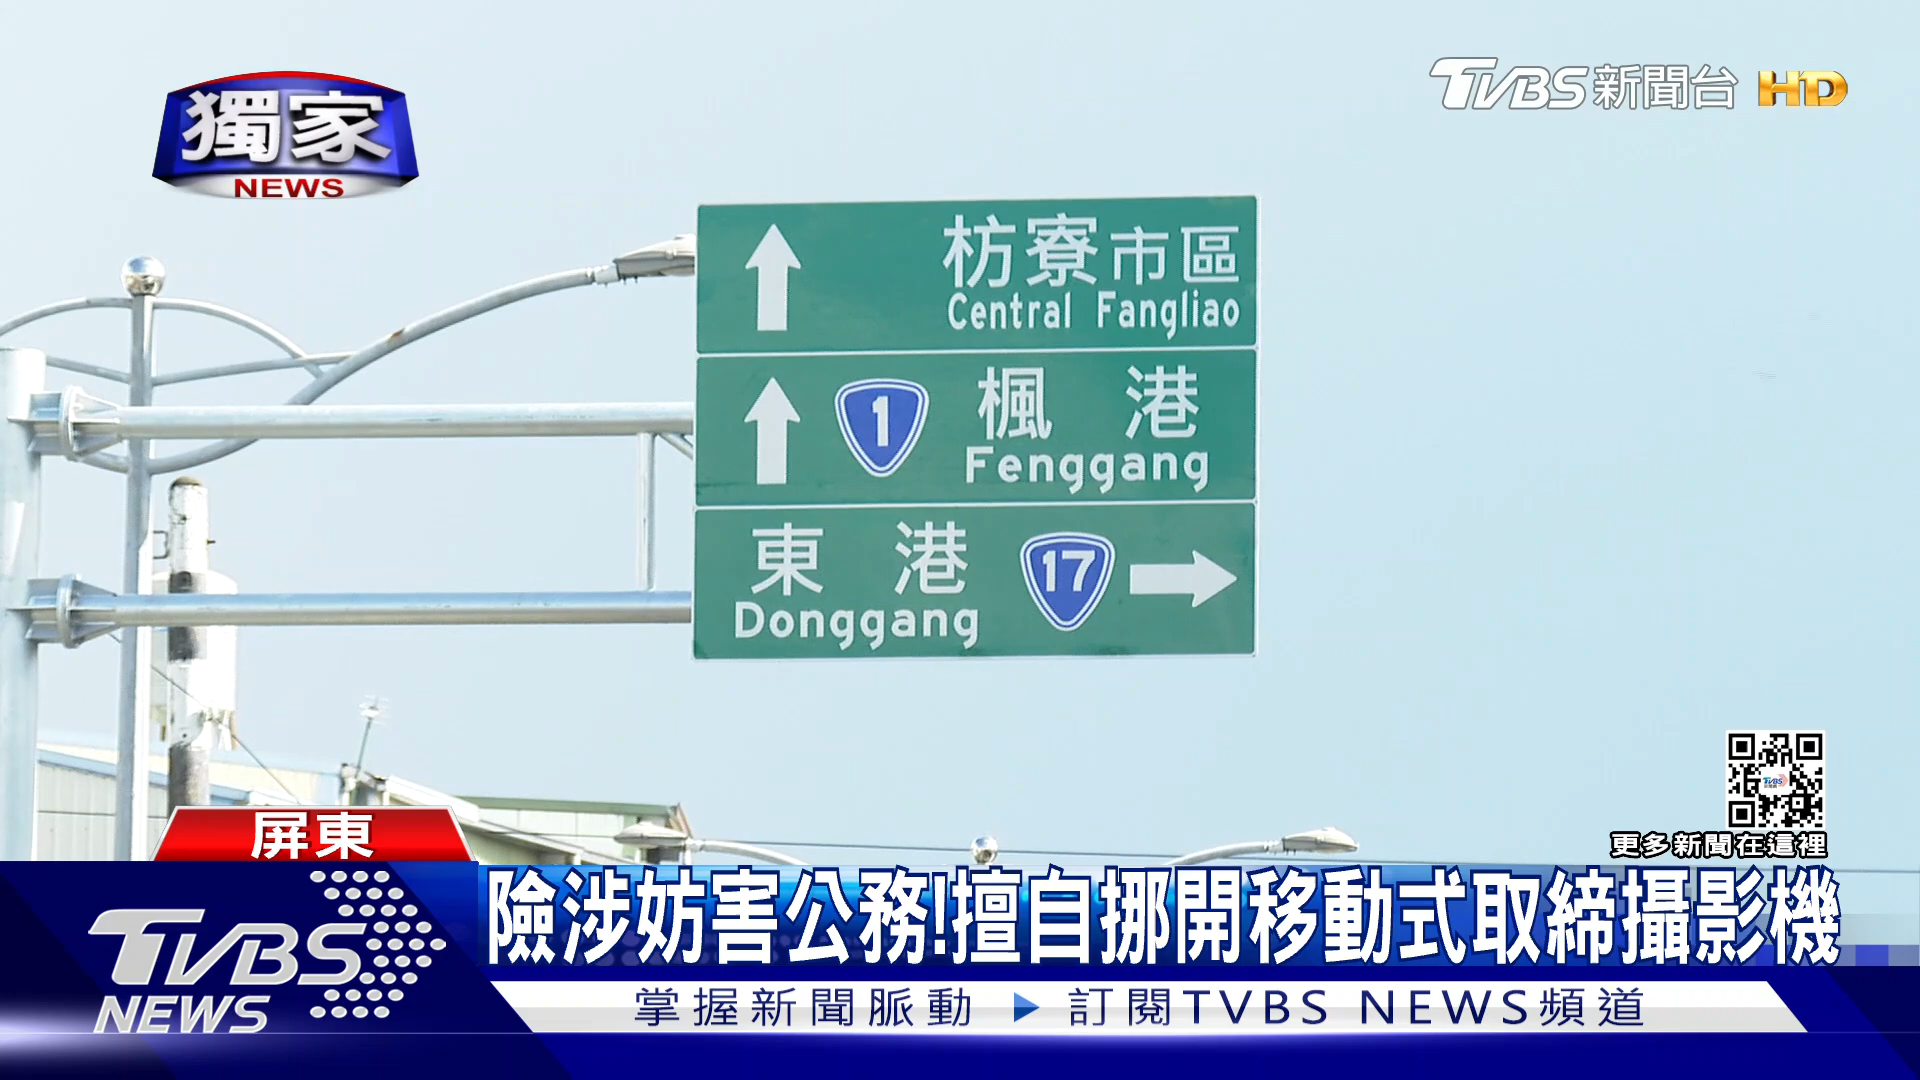 獨家
NEWS
TVBS新聞台 HD
枋寮市區
Central Fangliao
1 楓港
Fenggang
東港 17
Donggang
TVBS
更多新聞在這裡
屏東
險涉妨害公務!擅自挪開移動式取締攝影機
TVBS
NEWS
掌握新聞脈動 ▶ 訂閱TVBS NEWS頻道